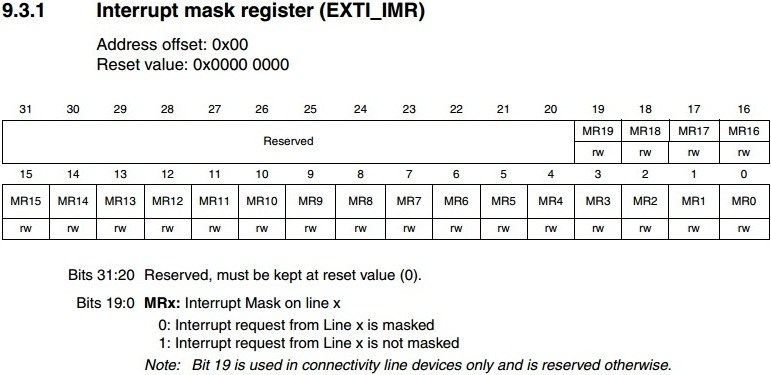 9.3.1 Interrupt mask register (EXTI_IMR)
Address offset: 0x00
Reset value: 0x0000 0000
31 30 29 28 27 26 25 24 23 22 21 20 19 18 17 16
Reserved MR19 MR18 MR17 MR16
rw rw rw rw
15 14 13 12 11 10 9 8 7 6 5 4 3 2 1 0
MR15 MR14 MR13 MR12 MR11 MR10 MR9 MR8 MR7 MR6 MR5 MR4 MR3 MR2 MR1 MR0
rw rw rw rw rw rw rw rw rw rw rw rw rw rw rw rw
Bits 31:20 Reserved, must be kept at reset value (0).
Bits 19:0 MRx: Interrupt Mask on line x
0: Interrupt request from Line x is masked
1: Interrupt request from Line x is not masked
Note: Bit 19 is used in connectivity line devices only and is reserved otherwise.